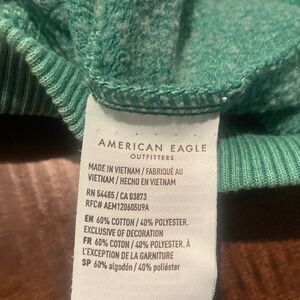 AMERICAN EAGLE
OUTFITTERS
MADE IN VIETNAM / FABRIQUÉ AU
VIETNAM / HECHO EN VIETNAM
RN 54485 / CA 03873
RFC# AEM120605U9A
EN 60% COTTON / 40% POLYESTER.
EXCLUSIVE OF DECORATION
FR 60% COTON / 40% POLYESTER.
À L'EXCEPTION DE LA GARNITURE
SP 60% algodón / 40% poliéster